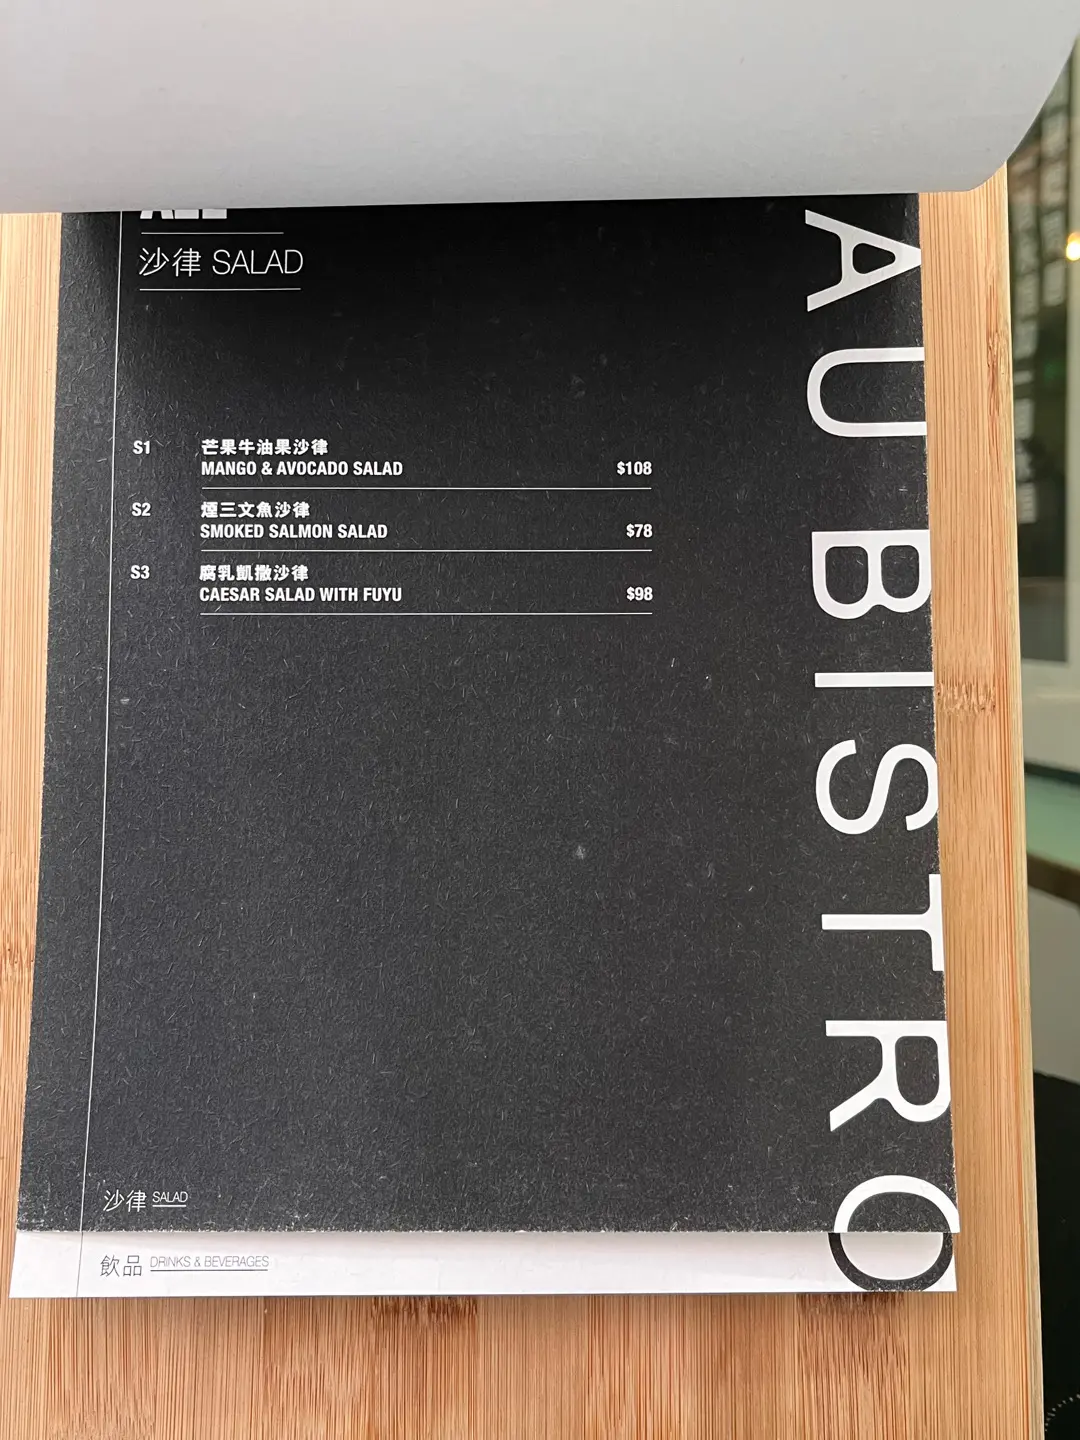 沙律 SALAD
S1 芒果牛油果沙律
MANGO & AVOCADO SALAD $108
S2 煙三文魚沙律
SMOKED SALMON SALAD $78
S3 腐乳凱撒沙律
CAESAR SALAD WITH FUYU $98
AU BISTRO
沙律 SALAD
飲品 DRINKS & BEVERAGES